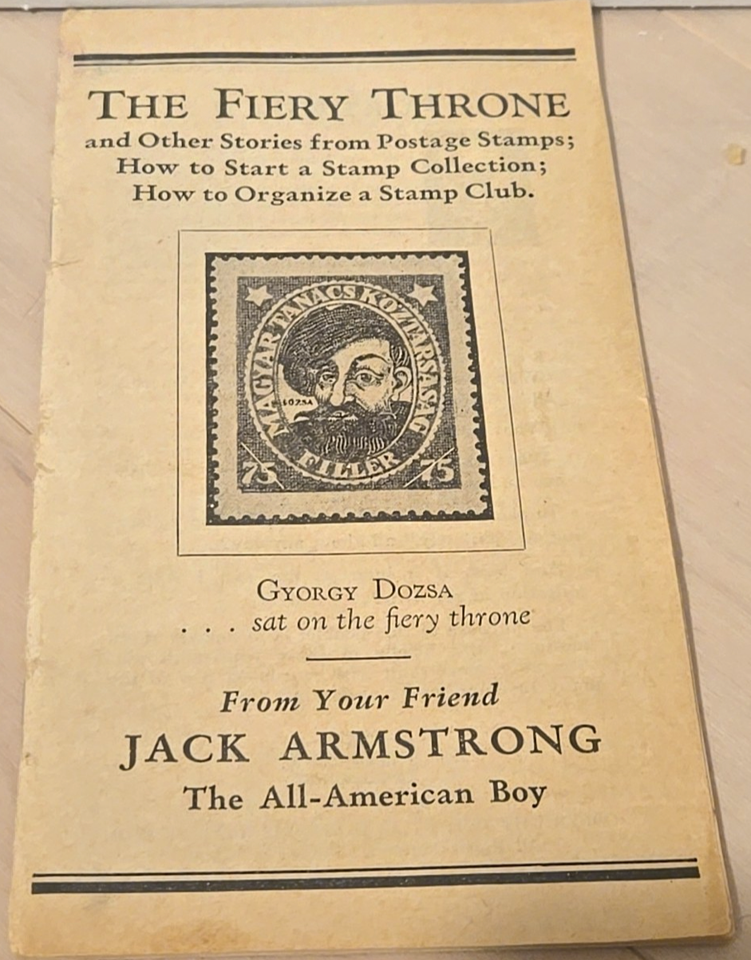 THE FIERY THRONE
and Other Stories from Postage Stamps;
How to Start a Stamp Collection;
How to Organize a Stamp Club.
MAGYAR TANÁCS KÖZTÁRSASÁG
DÓZSA
75 FILLÉR 75
GYORGY DOZSA
. . . sat on the fiery throne
From Your Friend
JACK ARMSTRONG
The All-American Boy